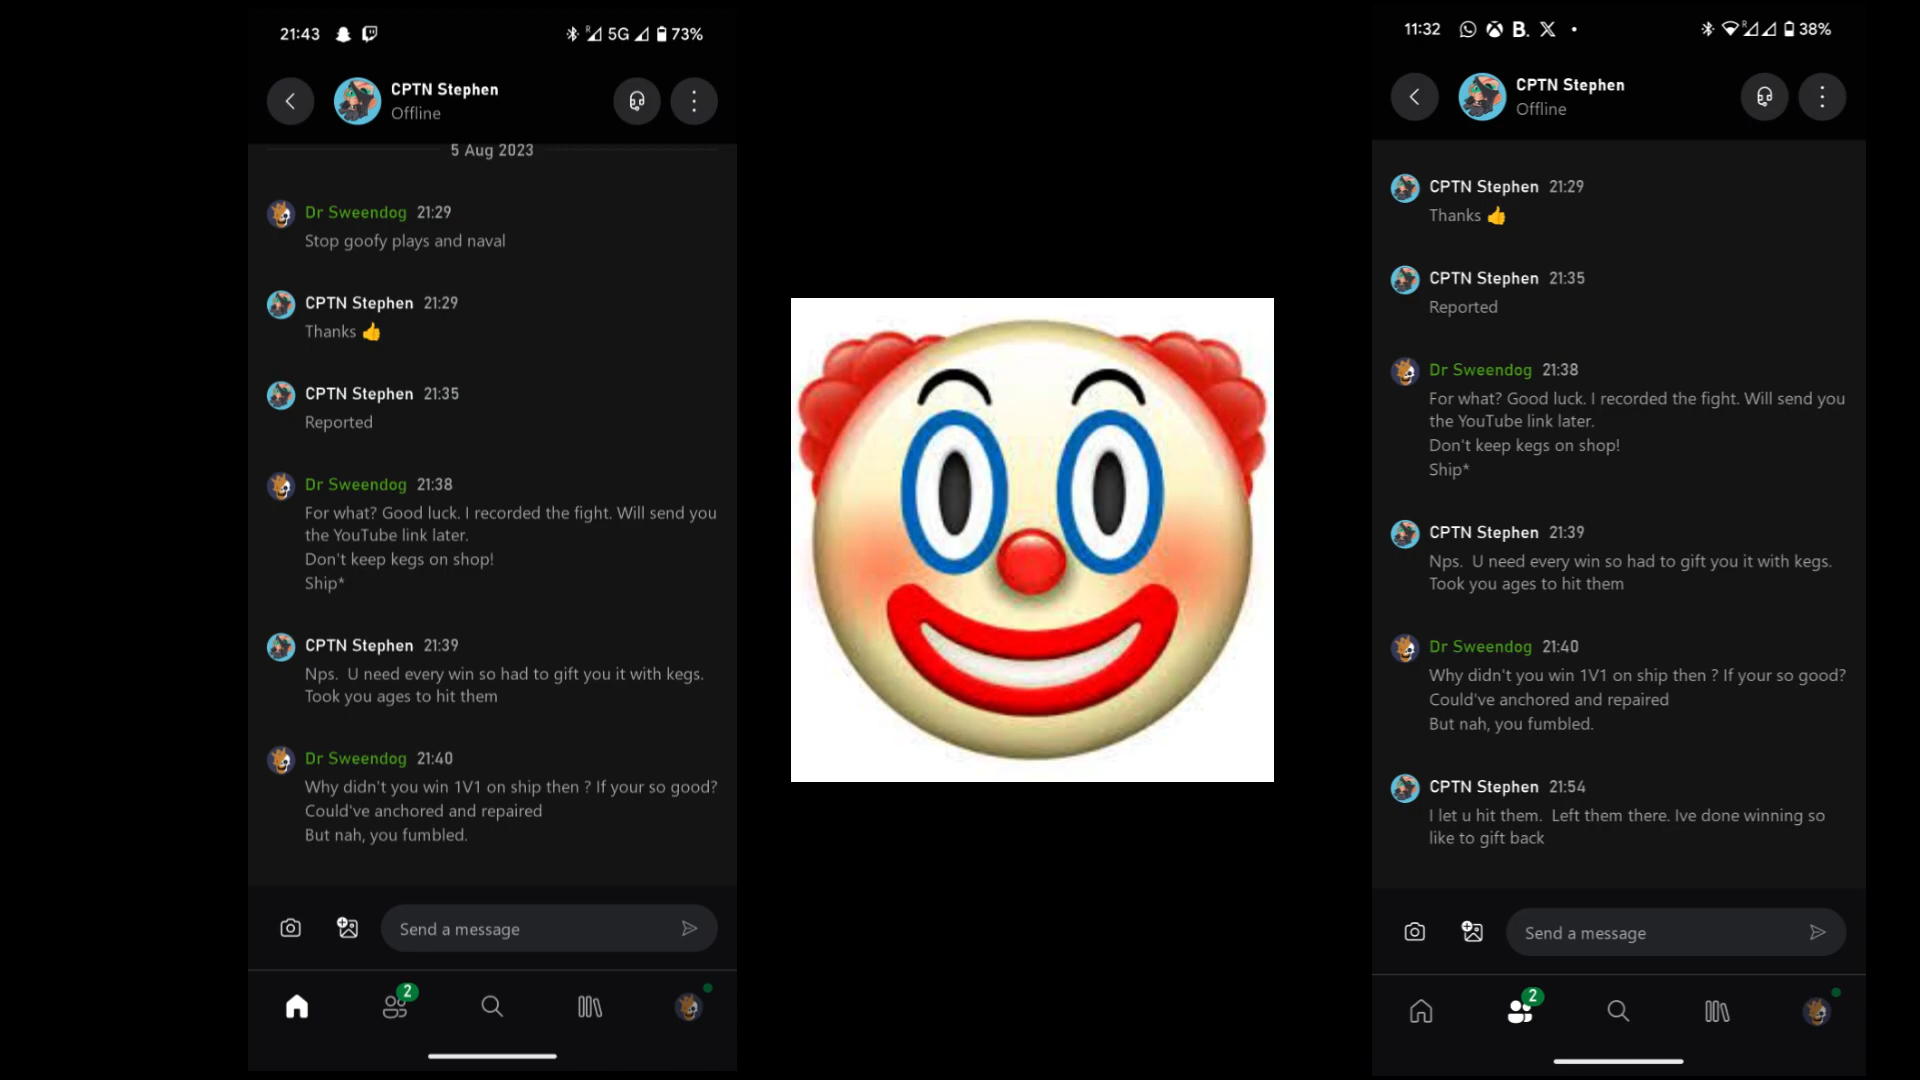 21:43
5G
73%
CPTN Stephen
Offline
5 Aug 2023
Dr Sweendog 21:29
Stop goofy plays and naval
CPTN Stephen 21:29
Thanks 👍
CPTN Stephen 21:35
Reported
Dr Sweendog 21:38
For what? Good luck. I recorded the fight. Will send you
the YouTube link later.
Don't keep kegs on shop!
Ship*
CPTN Stephen 21:39
Nps.  U need every win so had to gift you it with kegs.
Took you ages to hit them
Dr Sweendog 21:40
Why didn't you win 1V1 on ship then ? If your so good?
Could've anchored and repaired
But nah, you fumbled.
Send a message
2
11:32
B.
X
R
38%
CPTN Stephen
Offline
CPTN Stephen 21:29
Thanks 👍
CPTN Stephen 21:35
Reported
Dr Sweendog 21:38
For what? Good luck. I recorded the fight. Will send you
the YouTube link later.
Don't keep kegs on shop!
Ship*
CPTN Stephen 21:39
Nps.  U need every win so had to gift you it with kegs.
Took you ages to hit them
Dr Sweendog 21:40
Why didn't you win 1V1 on ship then ? If your so good?
Could've anchored and repaired
But nah, you fumbled.
CPTN Stephen 21:54
I let u hit them.  Left them there. Ive done winning so
like to gift back
Send a message
2